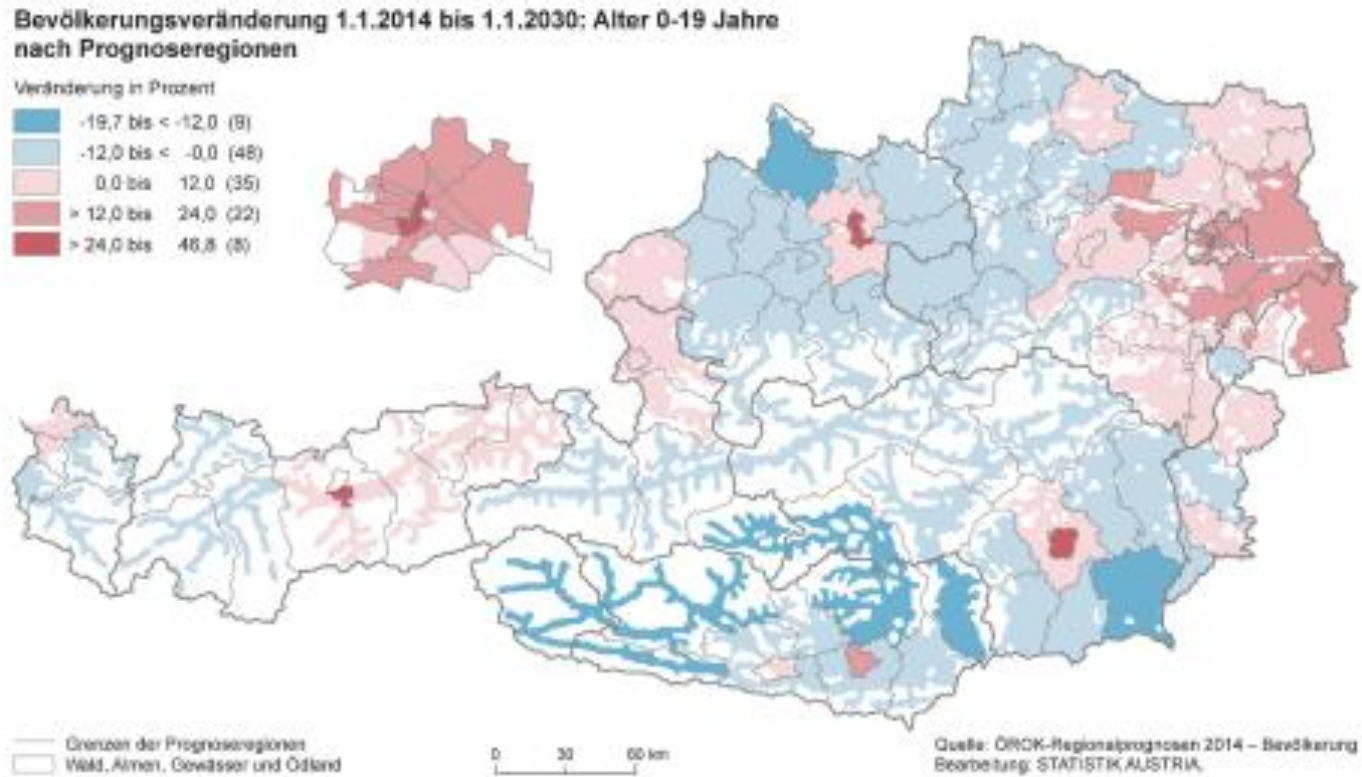 Bevölkerungsveränderung 1.1.2014 bis 1.1.2030: Alter 0-19 Jahre
nach Prognoseregionen
Veränderung in Prozent
-19,7 bis < -12,0 (9)
-12,0 bis < -0,0 (48)
0,0 bis 12,0 (35)
> 12,0 bis 24,0 (22)
> 24,0 bis 46,8 (8)
Grenzen der Prognoseregionen
Wald, Almen, Gewässer und Ödland
0 30 60 km
Quelle: ÖROK-Regionalprognosen 2014 – Bevölkerung
Bearbeitung: STATISTIK AUSTRIA.